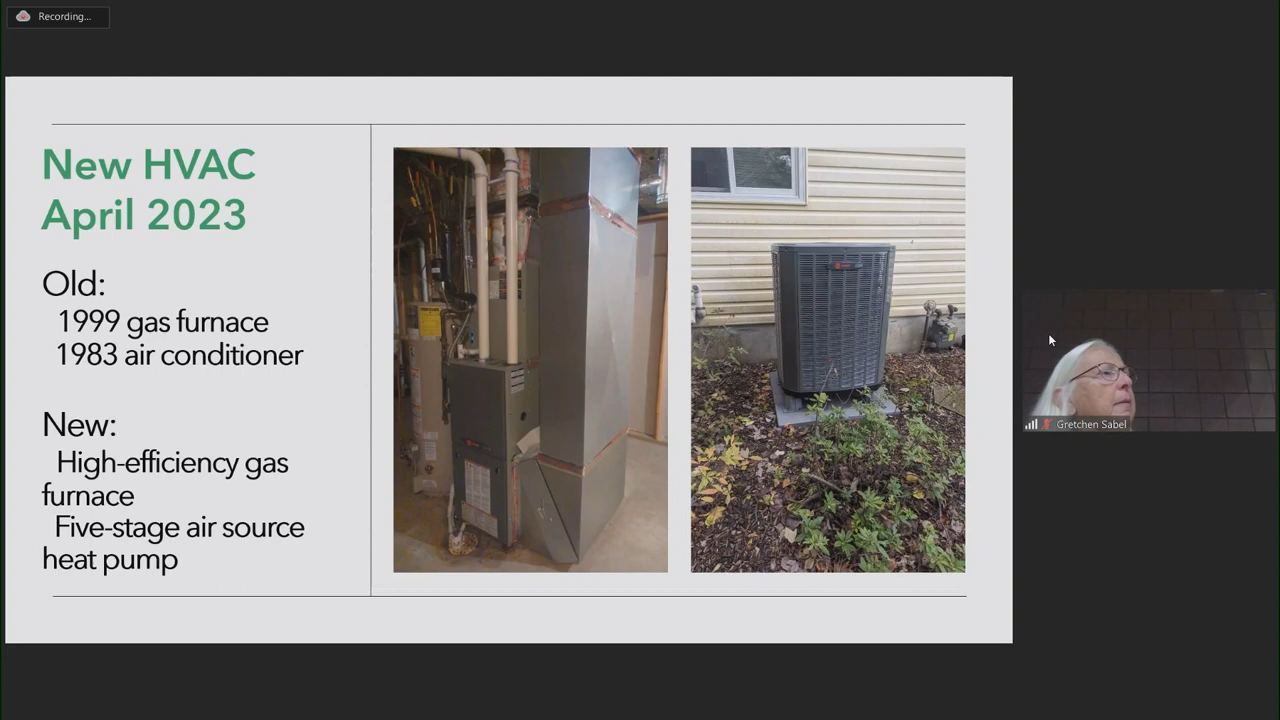 Recording...
New HVAC
April 2023
Old:
1999 gas furnace
1983 air conditioner
New:
High-efficiency gas
furnace
Five-stage air source
heat pump
Gretchen Sabel